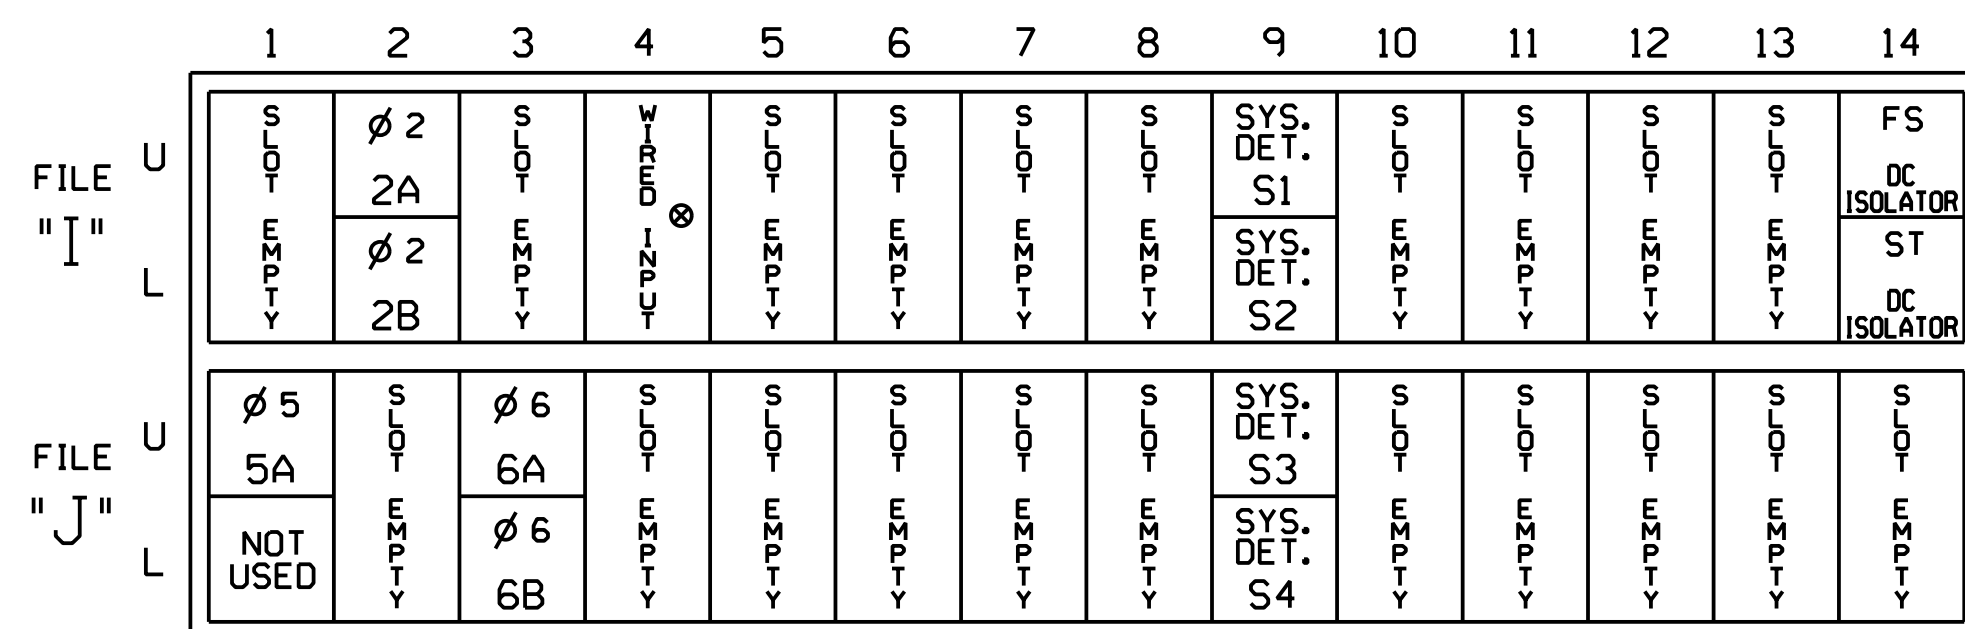 1 2 3 4 5 6 7 8 9 10 11 12 13 14
FILE "I"
U
L
SLOT EMPTY
ø 2
2A
ø 2
2B
SLOT EMPTY
WIRED INPUT
SLOT EMPTY
SLOT EMPTY
SLOT EMPTY
SLOT EMPTY
SYS.
DET.
S1
SYS.
DET.
S2
SLOT EMPTY
SLOT EMPTY
SLOT EMPTY
SLOT EMPTY
FS
DC
ISOLATOR
ST
DC
ISOLATOR
FILE "J"
U
L
ø 5
5A
NOT
USED
SLOT EMPTY
ø 6
6A
ø 6
6B
SLOT EMPTY
SLOT EMPTY
SLOT EMPTY
SLOT EMPTY
SLOT EMPTY
SYS.
DET.
S3
SYS.
DET.
S4
SLOT EMPTY
SLOT EMPTY
SLOT EMPTY
SLOT EMPTY
SLOT EMPTY